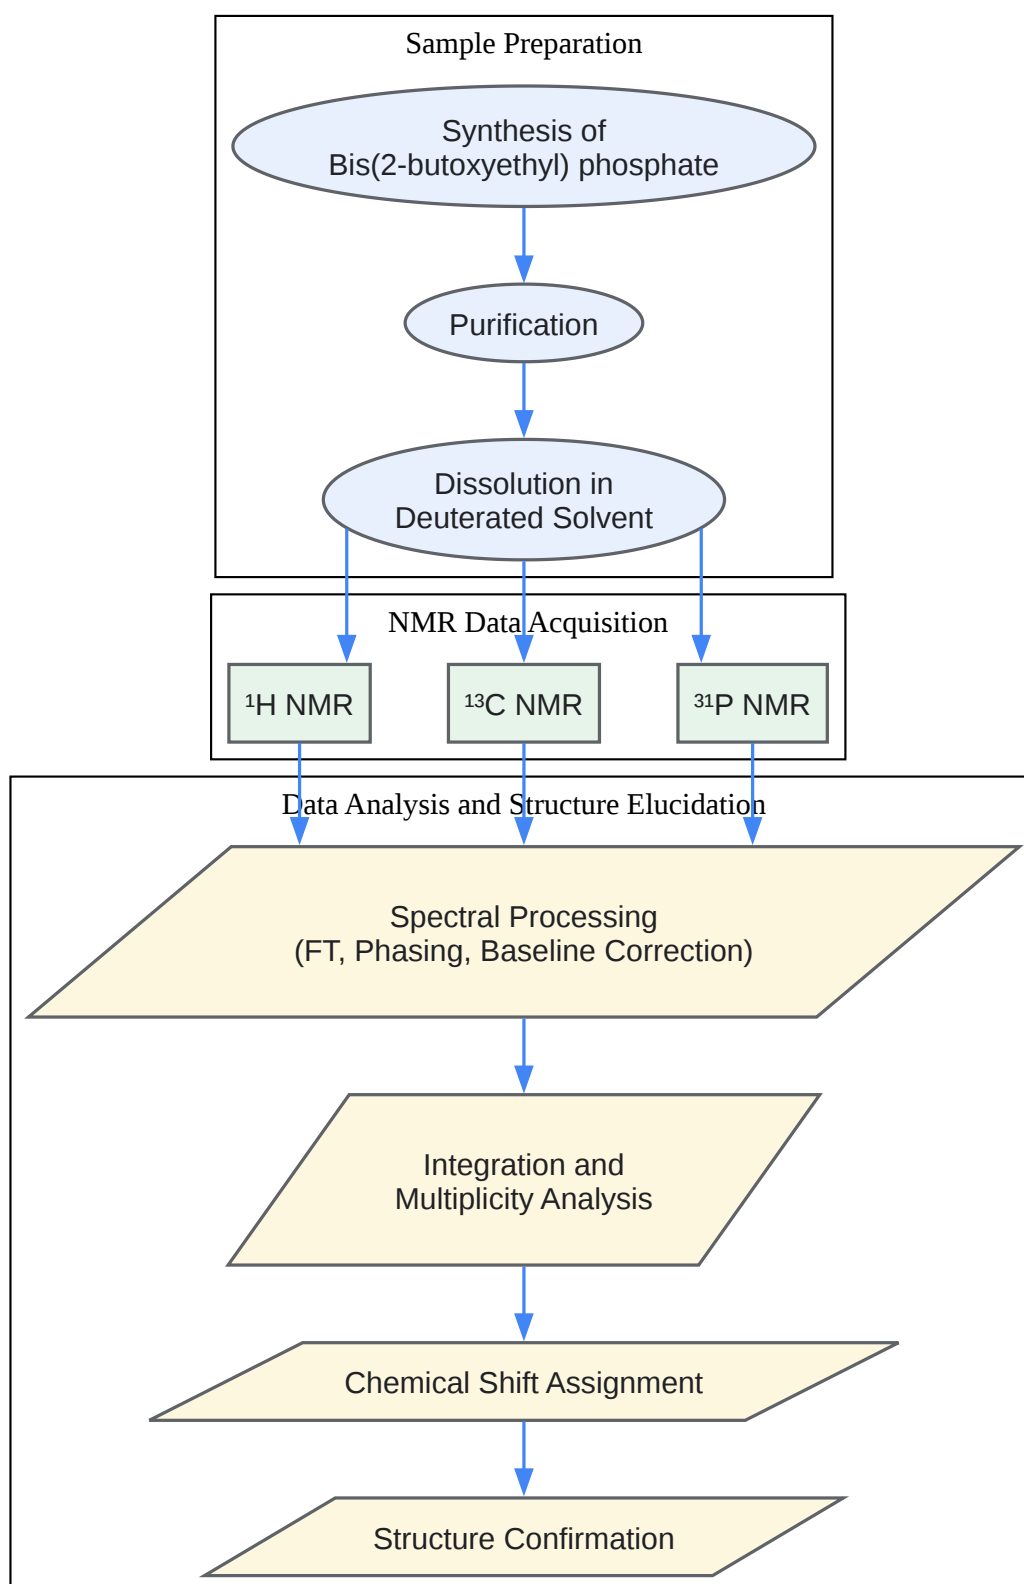 Sample Preparation
Synthesis of
Bis(2-butoxyethyl) phosphate
Purification
Dissolution in
Deuterated Solvent
NMR Data Acquisition
¹H NMR
¹³C NMR
³¹P NMR
Data Analysis and Structure Elucidation
Spectral Processing
(FT, Phasing, Baseline Correction)
Integration and
Multiplicity Analysis
Chemical Shift Assignment
Structure Confirmation